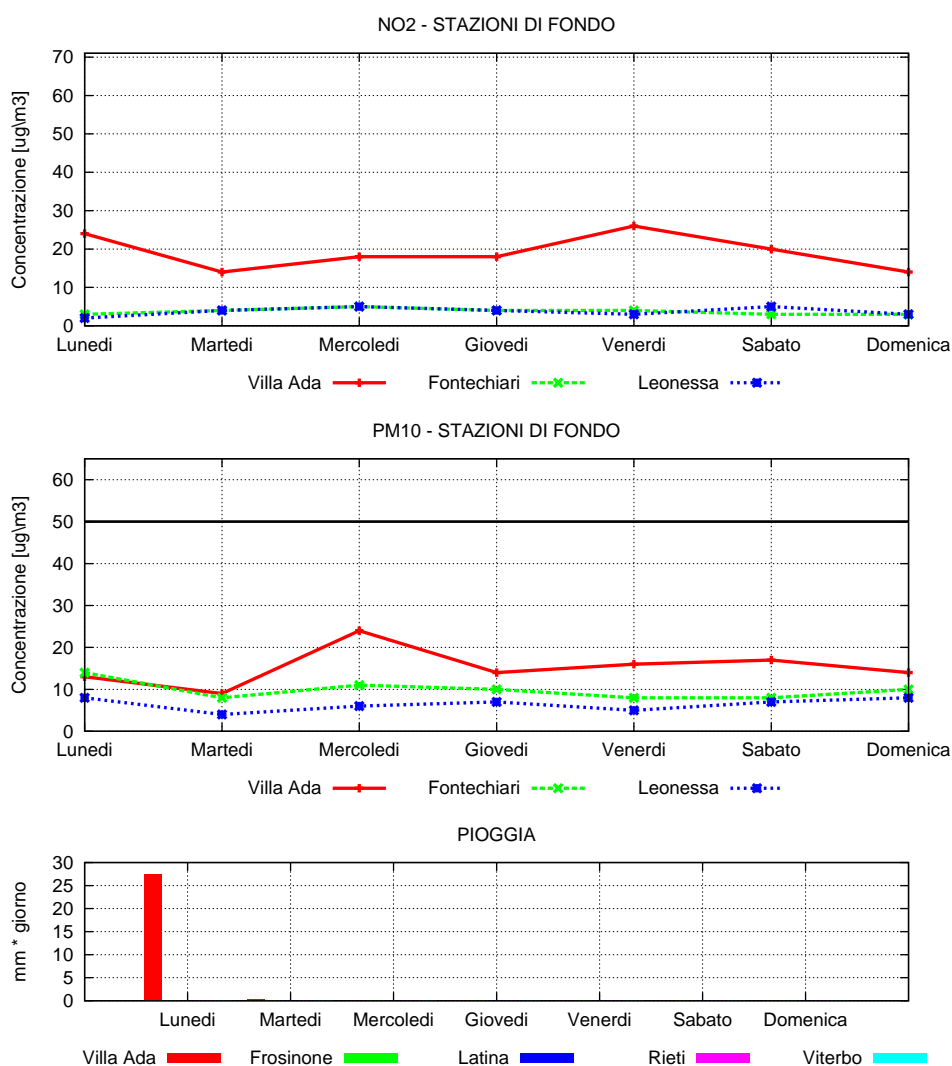 NO2 - STAZIONI DI FONDO
Concentrazione [ug\m3]
70
60
50
40
30
20
10
0
Lunedi Martedi Mercoledi Giovedi Venerdi Sabato Domenica
Villa Ada Fontechiari Leonessa
PM10 - STAZIONI DI FONDO
Concentrazione [ug\m3]
60
50
40
30
20
10
0
Lunedi Martedi Mercoledi Giovedi Venerdi Sabato Domenica
Villa Ada Fontechiari Leonessa
PIOGGIA
mm * giorno
30
25
20
15
10
5
0
Lunedi Martedi Mercoledi Giovedi Venerdi Sabato Domenica
Villa Ada Frosinone Latina Rieti Viterbo